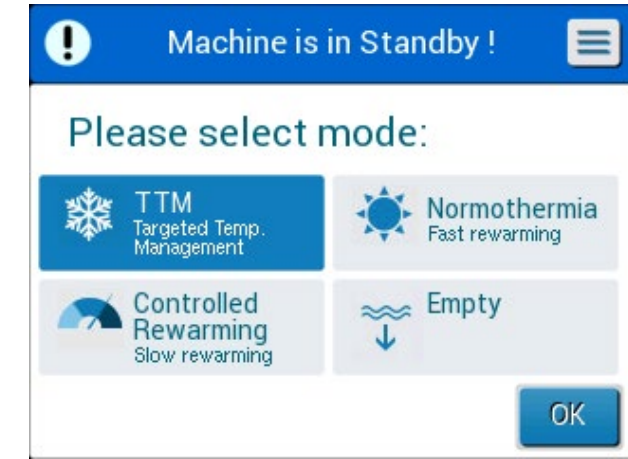 Machine is in Standby !
Please select mode:
TTM
Targeted Temp.
Management
Normothermia
Fast rewarming
Controlled
Rewarming
Slow rewarming
Empty
OK